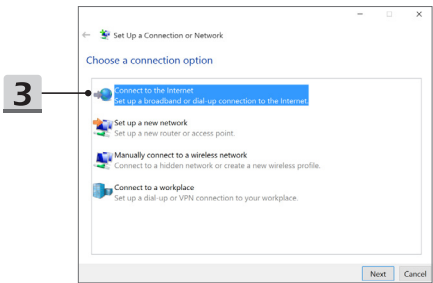 Set Up a Connection or Network
Choose a connection option
3
Connect to the Internet
Set up a broadband or dial-up connection to the Internet.
Set up a new network
Set up a new router or access point.
Manually connect to a wireless network
Connect to a hidden network or create a new wireless profile.
Connect to a workplace
Set up a dial-up or VPN connection to your workplace.
Next Cancel